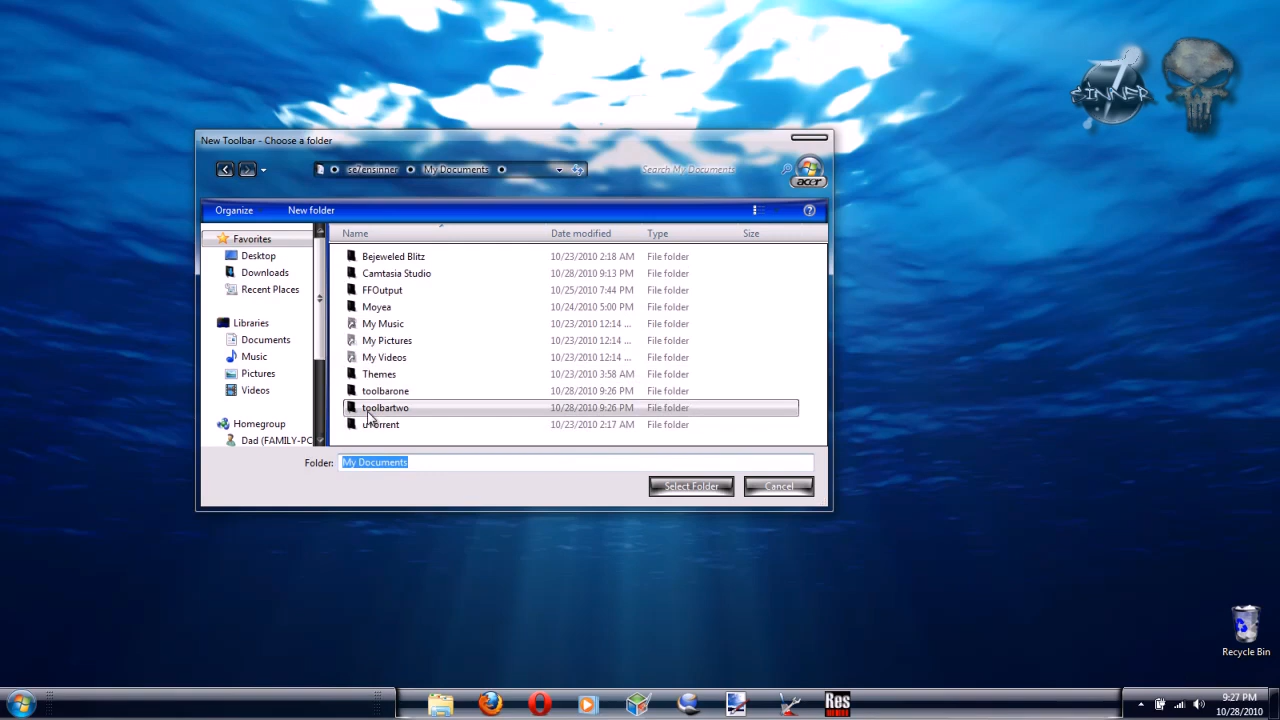 7
SINNER
New Toolbar - Choose a folder
se7ensinner My Documents
Search My Documents
acer
Organize New folder
Favorites
Desktop
Downloads
Recent Places
Libraries
Documents
Music
Pictures
Videos
Homegroup
Dad (FAMILY-PC
Name Date modified Type Size
Bejeweled Blitz 10/23/2010 2:18 AM File folder
Camtasia Studio 10/28/2010 9:13 PM File folder
FFOutput 10/25/2010 7:44 PM File folder
Moyea 10/24/2010 5:00 PM File folder
My Music 10/23/2010 12:14 ... File folder
My Pictures 10/23/2010 12:14 ... File folder
My Videos 10/23/2010 12:14 ... File folder
Themes 10/23/2010 3:58 AM File folder
toolbarone 10/28/2010 9:26 PM File folder
toolbartwo 10/28/2010 9:26 PM File folder
uTorrent 10/23/2010 2:17 AM File folder
Folder: My Documents
Select Folder Cancel
Recycle Bin
Res
9:27 PM
10/28/2010